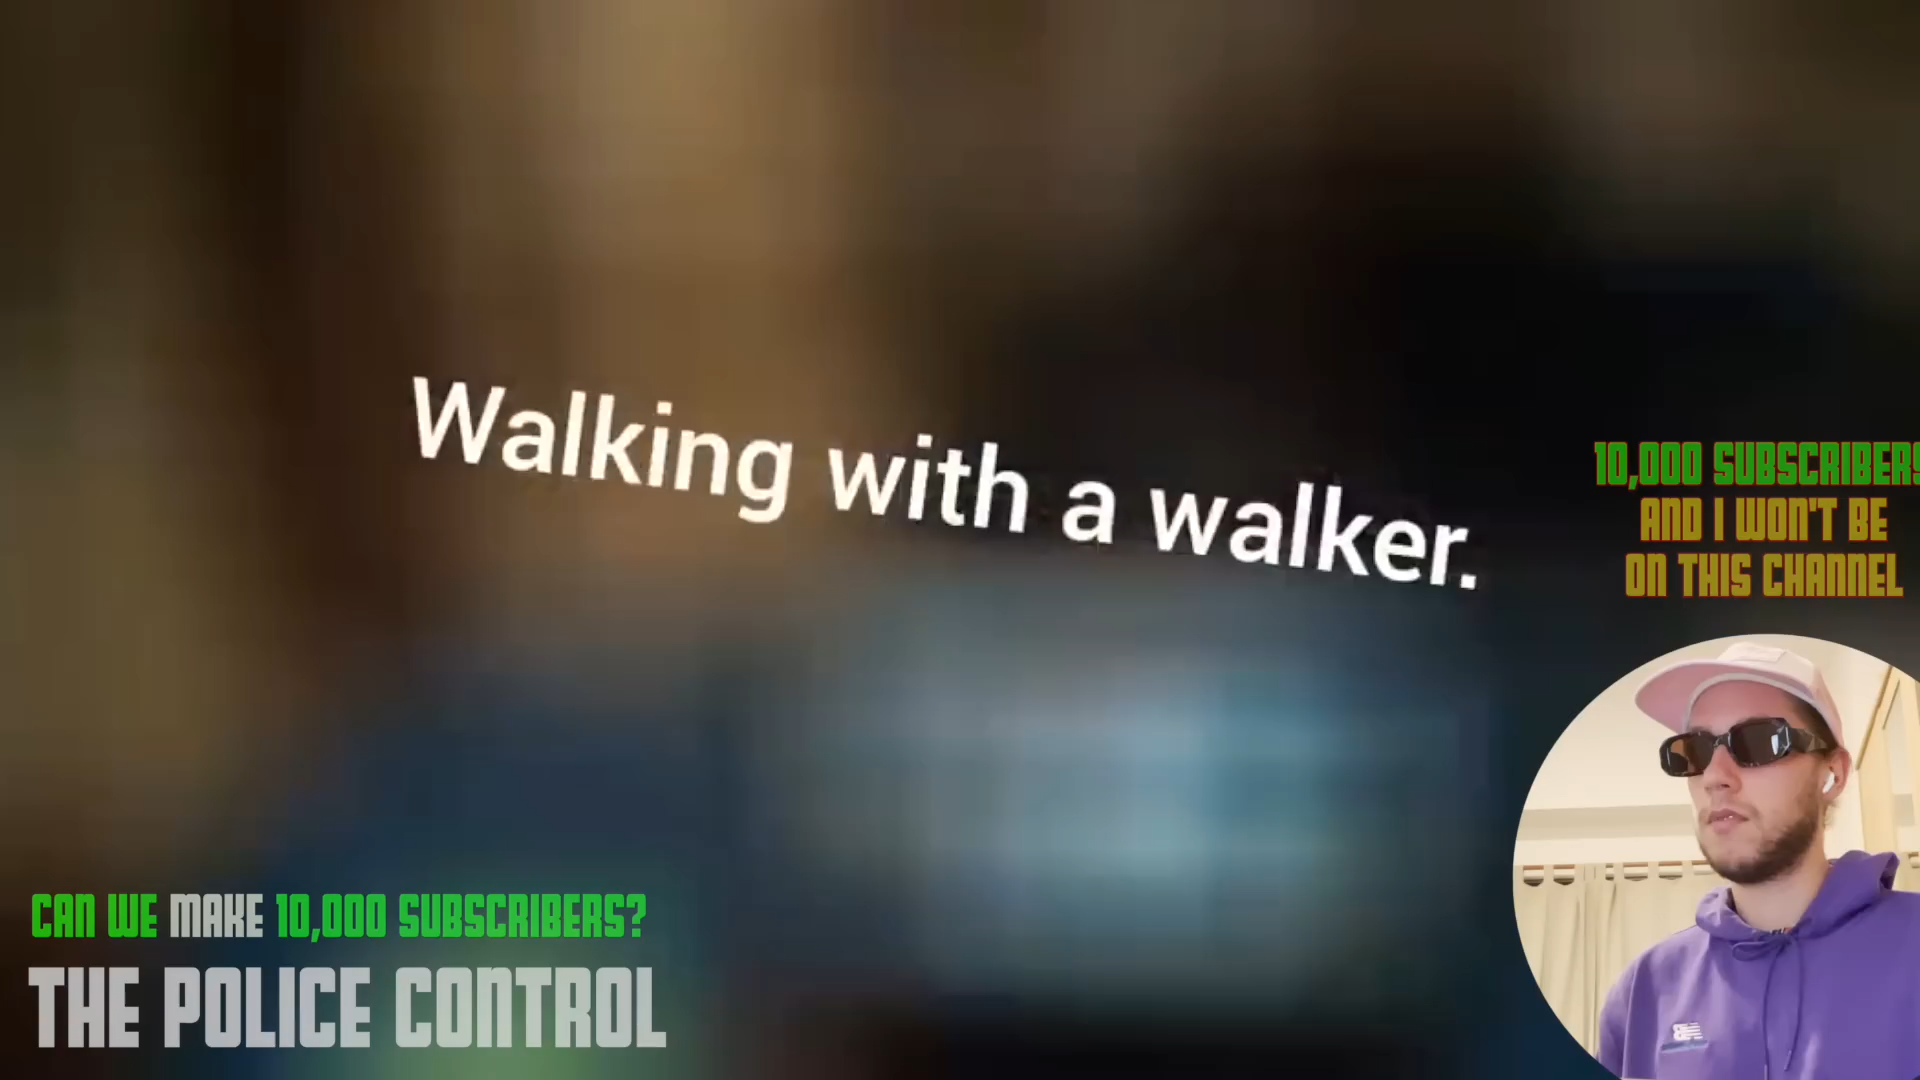 Walking with a walker.
10,000 SUBSCRIBERS
AND I WON'T BE
ON THIS CHANNEL
CAN WE MAKE 10,000 SUBSCRIBERS?
THE POLICE CONTROL